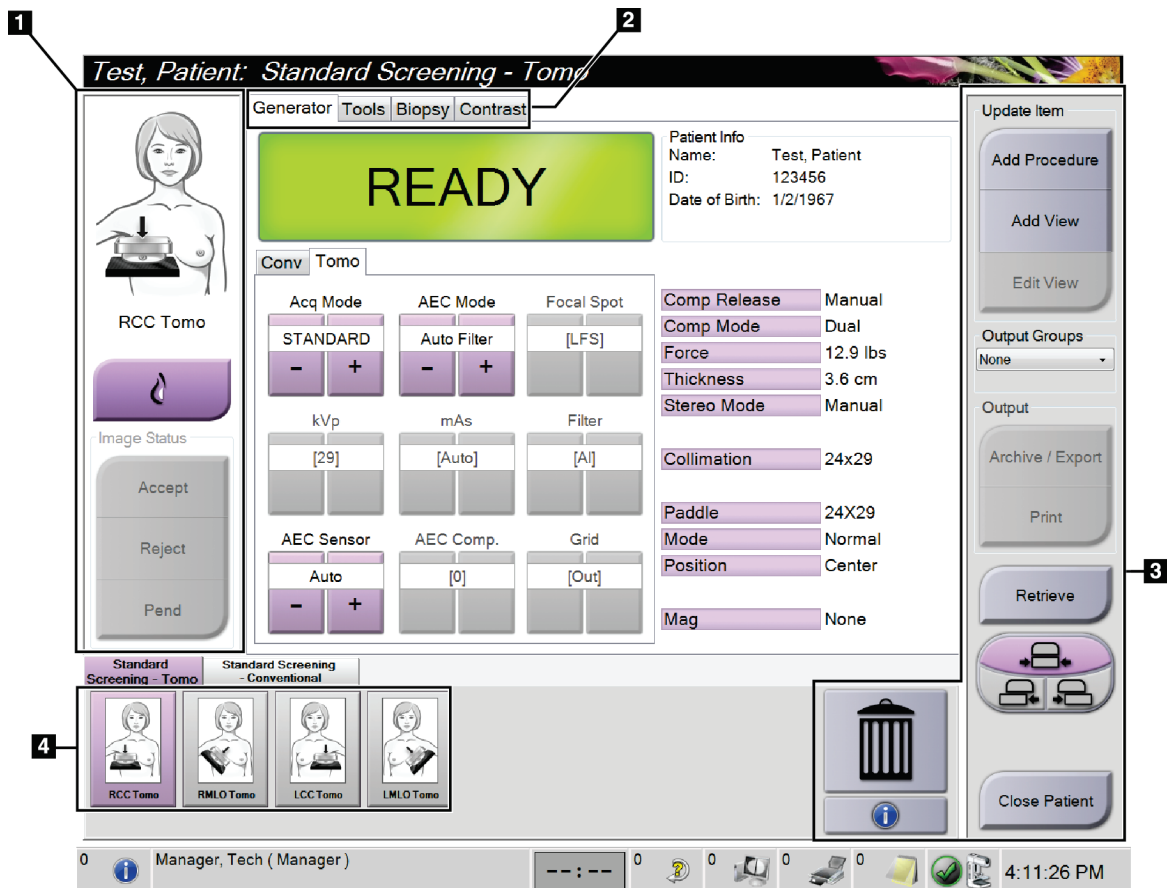 1
2
Test, Patient: Standard Screening - Tomo
Generator Tools Biopsy Contrast
READY
Patient Info
Name: Test, Patient
ID: 123456
Date of Birth: 1/2/1967
RCC Tomo
Image Status
Accept
Reject
Pend
Conv Tomo
Acq Mode AEC Mode Focal Spot
STANDARD Auto Filter [LFS]
- + - +
kVp mAs Filter
[29] [Auto] [Al]
AEC Sensor AEC Comp. Grid
Auto [0] [Out]
- +
Comp Release Manual
Comp Mode Dual
Force 12.9 lbs
Thickness 3.6 cm
Stereo Mode Manual
Collimation 24x29
Paddle 24X29
Mode Normal
Position Center
Mag None
Update Item
Add Procedure
Add View
Edit View
Output Groups
None
Output
Archive / Export
Print
3
Retrieve
Close Patient
Standard
Screening - Tomo
Standard Screening
- Conventional
4
RCC Tomo RMLO Tomo LCC Tomo LMLO Tomo
0 Manager, Tech ( Manager ) --:-- 0 0 0 0 4:11:26 PM